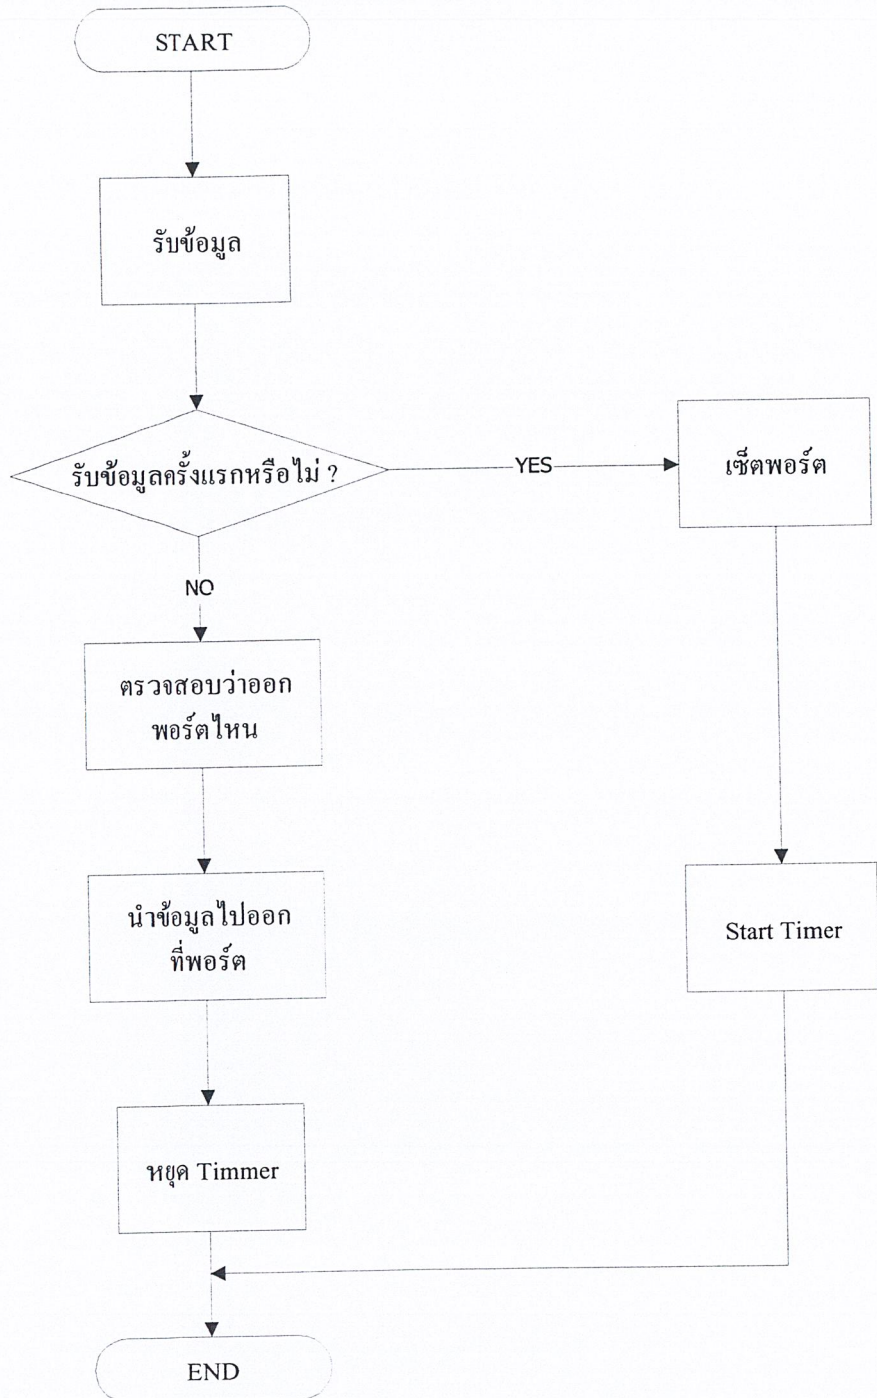 START
รับข้อมูล
รับข้อมูลครั้งแรกหรือไม่ ?
YES
เซ็ตพอร์ต
NO
ตรวจสอบว่าออก
พอร์ตไหน
นำข้อมูลไปออก
ที่พอร์ต
Start Timer
หยุด Timmer
END